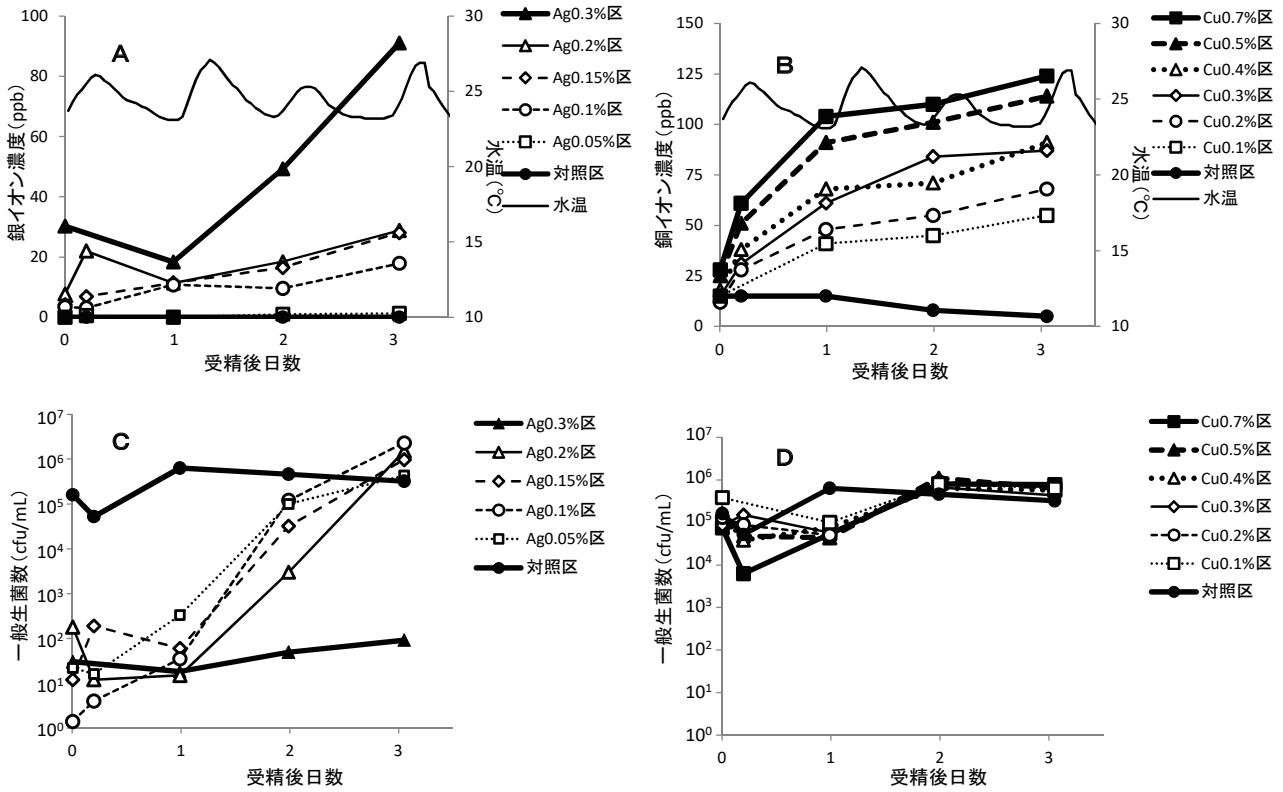 A
銀イオン濃度(ppb)
100
80
60
40
20
0
水温(℃)
30
25
20
15
10
0
1
2
3
受精後日数
Ag0.3%区
Ag0.2%区
Ag0.15%区
Ag0.1%区
Ag0.05%区
対照区
水温
B
銅イオン濃度(ppb)
150
125
100
75
50
25
0
水温(℃)
30
25
20
15
10
0
1
2
3
受精後日数
Cu0.7%区
Cu0.5%区
Cu0.4%区
Cu0.3%区
Cu0.2%区
Cu0.1%区
対照区
水温
C
一般生菌数(cfu/mL)
10⁷
10⁶
10⁵
10⁴
10³
10²
10¹
10⁰
0
1
2
3
受精後日数
Ag0.3%区
Ag0.2%区
Ag0.15%区
Ag0.1%区
Ag0.05%区
対照区
D
一般生菌数(cfu/mL)
10⁷
10⁶
10⁵
10⁴
10³
10²
10¹
10⁰
0
1
2
3
受精後日数
Cu0.7%区
Cu0.5%区
Cu0.4%区
Cu0.3%区
Cu0.2%区
Cu0.1%区
対照区